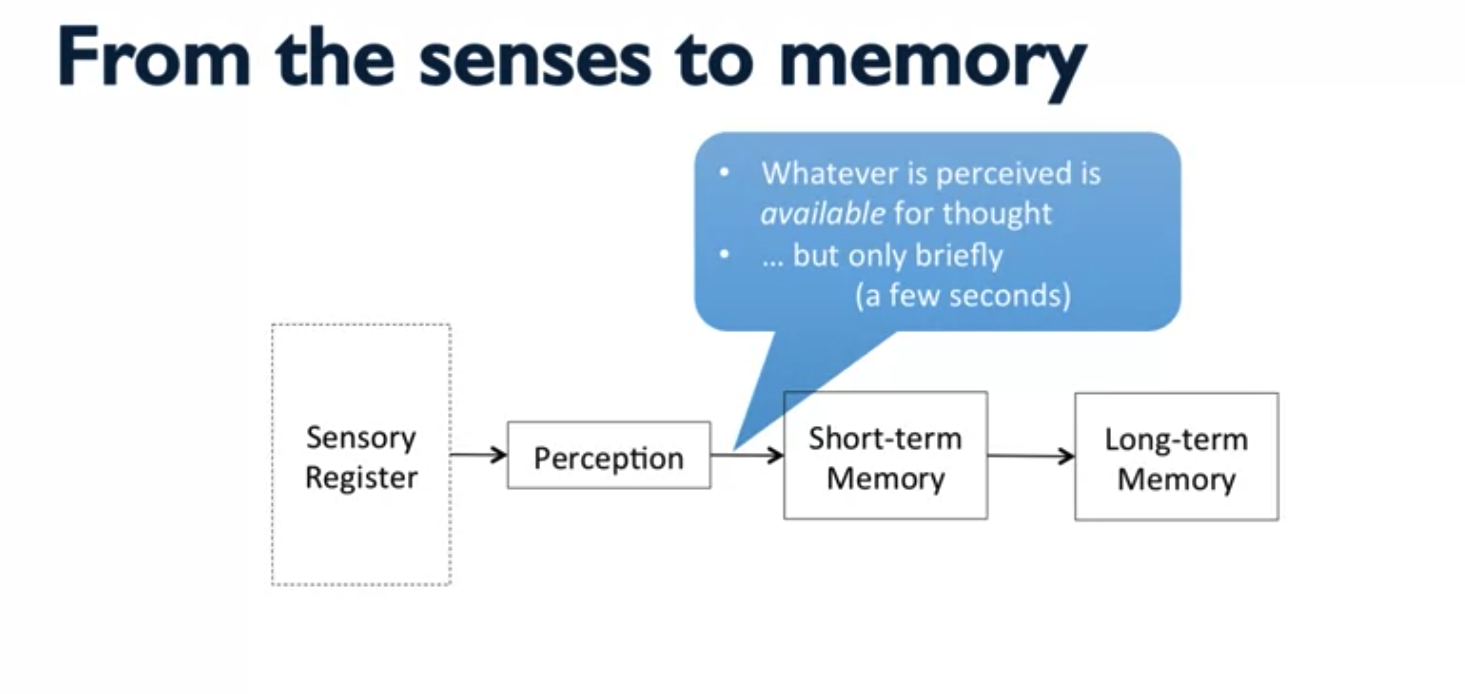 From the senses to memory
• Whatever is perceived is
available for thought
• ... but only briefly
(a few seconds)
Sensory
Register
Perception
Short-term
Memory
Long-term
Memory